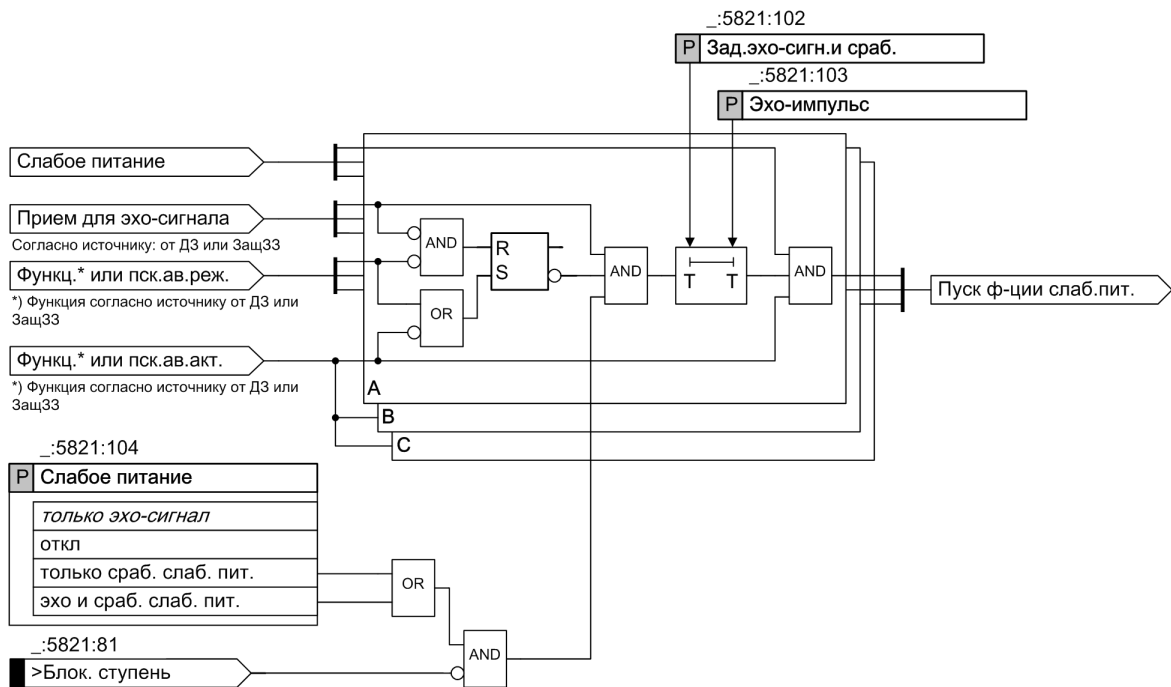 _:5821:102
P Зад.эхо-сигн.и сраб.
_:5821:103
P Эхо-импульс
Слабое питание
Прием для эхо-сигнала
Согласно источнику: от ДЗ или ЗащЗЗ
Функц.* или пск.ав.реж.
*) Функция согласно источнику от ДЗ или
ЗащЗЗ
Функц.* или пск.ав.акт.
*) Функция согласно источнику от ДЗ или
ЗащЗЗ
AND
OR
R
S
AND
T T
AND
Пуск ф-ции слаб.пит.
A
B
C
_:5821:104
P Слабое питание
только эхо-сигнал
откл
только сраб. слаб. пит.
эхо и сраб. слаб. пит.
OR
AND
_:5821:81
>Блок. ступень